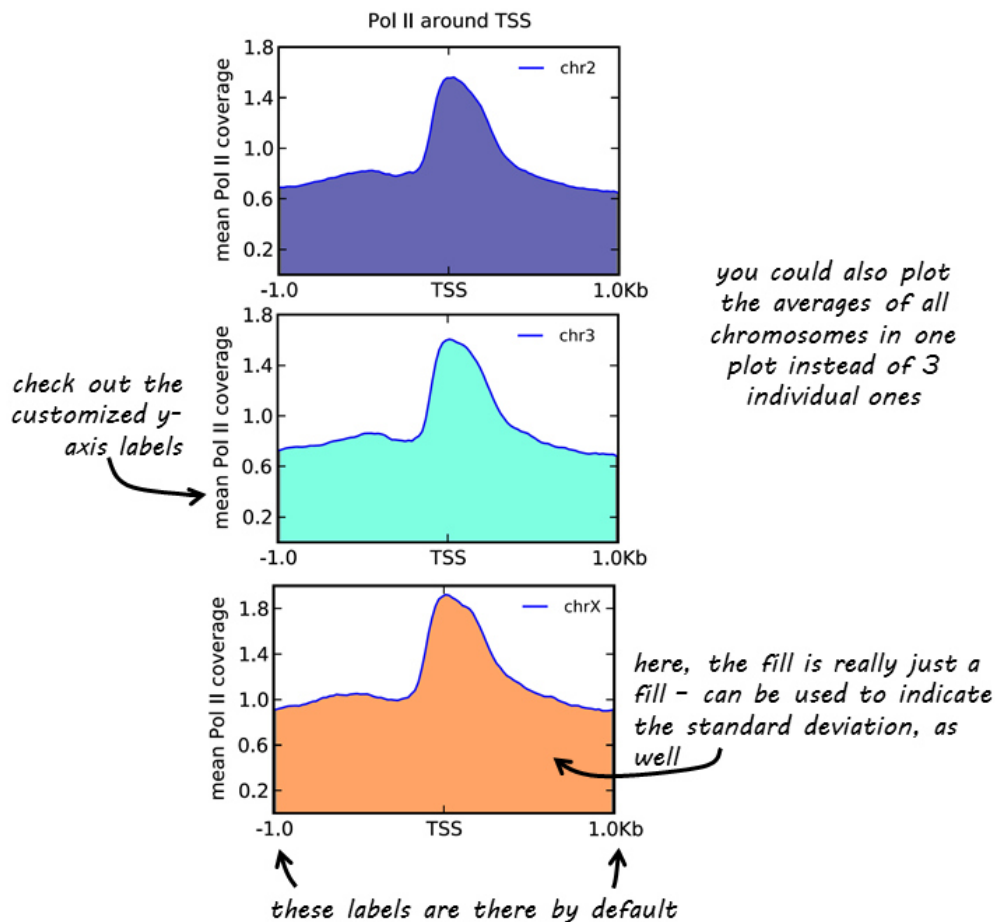 Pol II around TSS
1.8
1.4
1.0
0.6
0.2
mean Pol II coverage
chr2
-1.0
TSS
1.0Kb
1.8
1.4
1.0
0.6
0.2
mean Pol II coverage
chr3
-1.0
TSS
1.0Kb
1.8
1.4
1.0
0.6
0.2
mean Pol II coverage
chrX
-1.0
TSS
1.0Kb
you could also plot
the averages of all
chromosomes in one
plot instead of 3
individual ones
check out the
customized y-
axis labels
here, the fill is really just a
fill – can be used to indicate
the standard deviation, as
well
these labels are there by default